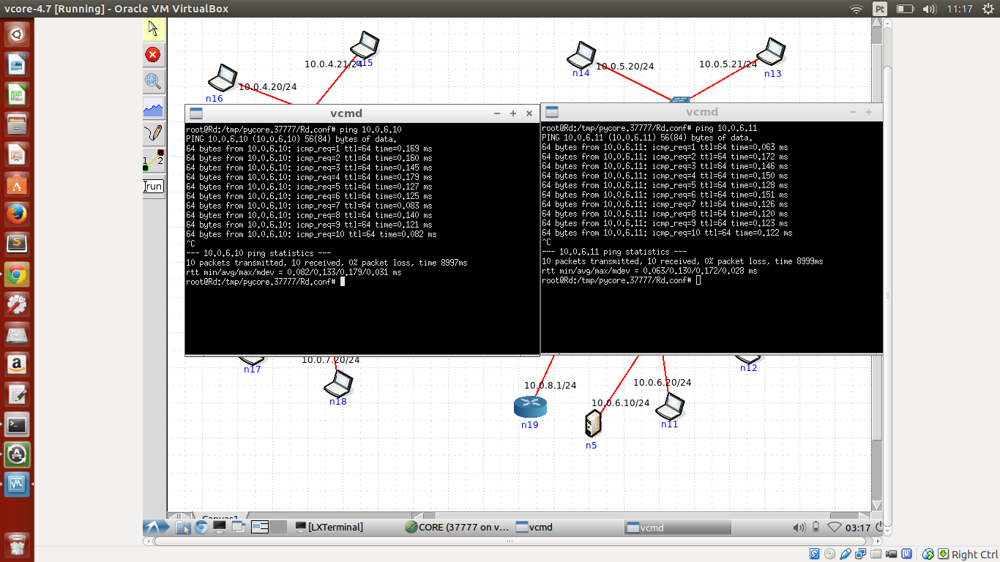 vcore-4.7 [Running] - Oracle VM VirtualBox
Pt
11:17
n15
10.0.4.21/24
n16
10.0.4.20/24
n14
10.0.5.20/24
10.0.5.21/24
n13
1
2
run
vcmd
root@Rd:/tmp/pycore.37777/Rd.conf# ping 10.0.6.10
PING 10.0.6.10 (10.0.6.10) 56(84) bytes of data.
64 bytes from 10.0.6.10: icmp_req=1 ttl=64 time=0.169 ms
64 bytes from 10.0.6.10: icmp_req=2 ttl=64 time=0.160 ms
64 bytes from 10.0.6.10: icmp_req=3 ttl=64 time=0.145 ms
64 bytes from 10.0.6.10: icmp_req=4 ttl=64 time=0.179 ms
64 bytes from 10.0.6.10: icmp_req=5 ttl=64 time=0.127 ms
64 bytes from 10.0.6.10: icmp_req=6 ttl=64 time=0.125 ms
64 bytes from 10.0.6.10: icmp_req=7 ttl=64 time=0.083 ms
64 bytes from 10.0.6.10: icmp_req=8 ttl=64 time=0.140 ms
64 bytes from 10.0.6.10: icmp_req=9 ttl=64 time=0.121 ms
64 bytes from 10.0.6.10: icmp_req=10 ttl=64 time=0.082 ms
^C
--- 10.0.6.10 ping statistics ---
10 packets transmitted, 10 received, 0% packet loss, time 8997ms
rtt min/avg/max/mdev = 0.082/0.133/0.179/0.031 ms
root@Rd:/tmp/pycore.37777/Rd.conf#
vcmd
root@Rd:/tmp/pycore.37777/Rd.conf# ping 10.0.6.11
PING 10.0.6.11 (10.0.6.11) 56(84) bytes of data.
64 bytes from 10.0.6.11: icmp_req=1 ttl=64 time=0.063 ms
64 bytes from 10.0.6.11: icmp_req=2 ttl=64 time=0.172 ms
64 bytes from 10.0.6.11: icmp_req=3 ttl=64 time=0.146 ms
64 bytes from 10.0.6.11: icmp_req=4 ttl=64 time=0.150 ms
64 bytes from 10.0.6.11: icmp_req=5 ttl=64 time=0.128 ms
64 bytes from 10.0.6.11: icmp_req=6 ttl=64 time=0.151 ms
64 bytes from 10.0.6.11: icmp_req=7 ttl=64 time=0.126 ms
64 bytes from 10.0.6.11: icmp_req=8 ttl=64 time=0.120 ms
64 bytes from 10.0.6.11: icmp_req=9 ttl=64 time=0.123 ms
64 bytes from 10.0.6.11: icmp_req=10 ttl=64 time=0.122 ms
^C
--- 10.0.6.11 ping statistics ---
10 packets transmitted, 10 received, 0% packet loss, time 8999ms
rtt min/avg/max/mdev = 0.063/0.130/0.172/0.028 ms
root@Rd:/tmp/pycore.37777/Rd.conf#
n17
10.0.7.20/24
n18
10.0.8.1/24
n19
10.0.6.10/24
n5
10.0.6.20/24
n11
n12
Canvas1
[LXTerminal]
CORE (37777 on v...
vcmd
vcmd
03:17
Right Ctrl